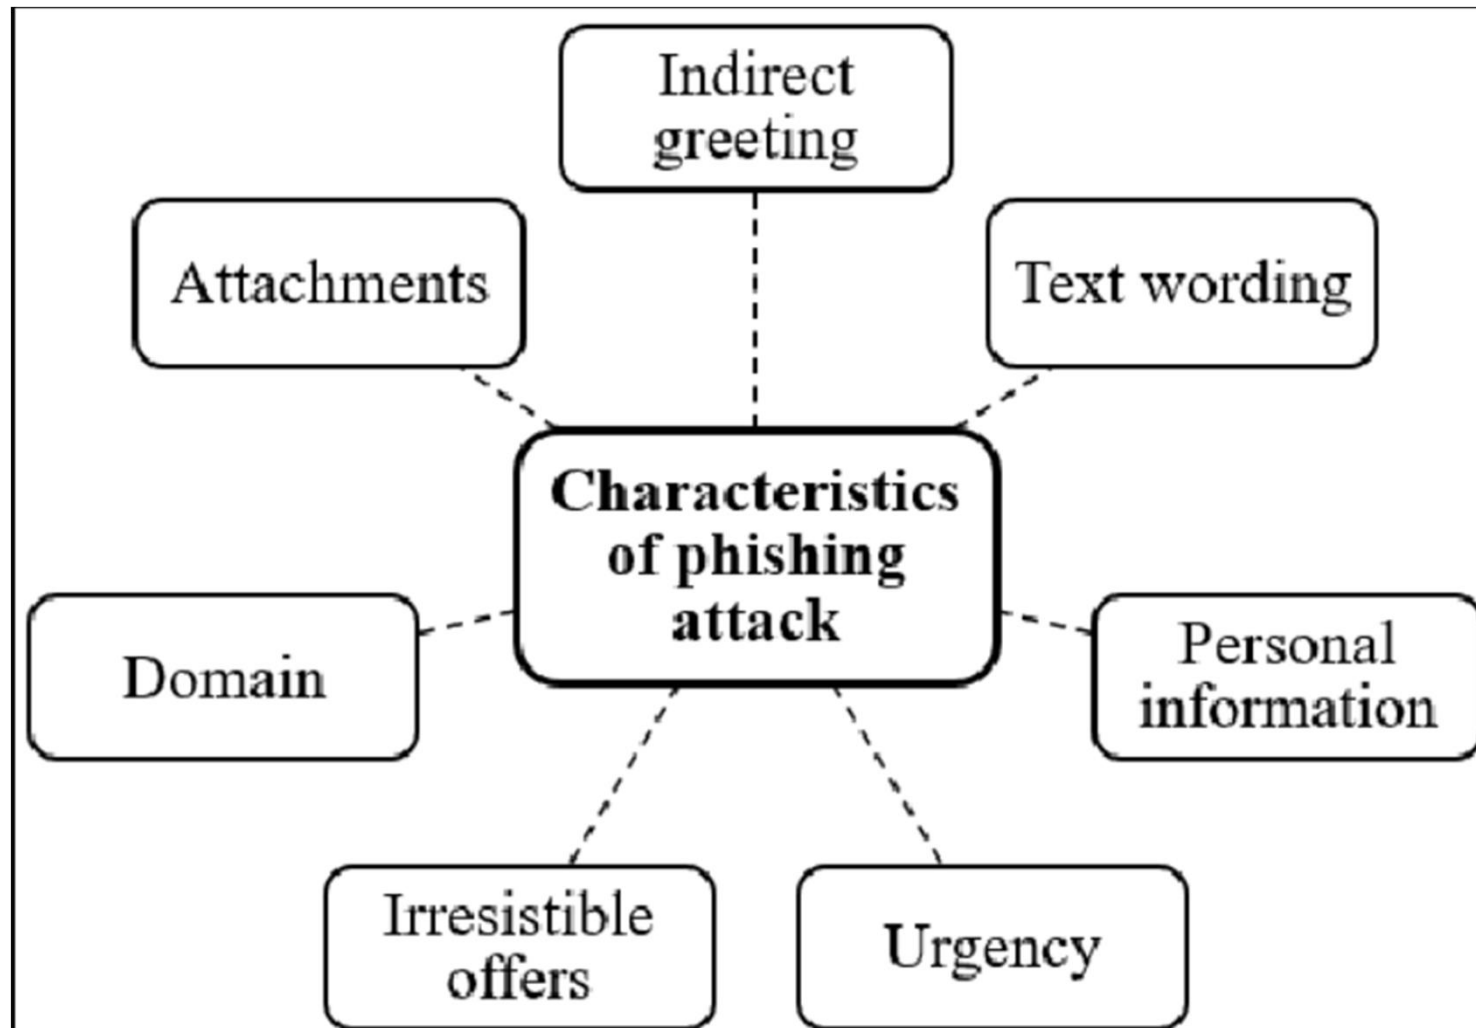 Indirect
greeting
Attachments
Text wording
Characteristics
of phishing
attack
Domain
Personal
information
Irresistible
offers
Urgency